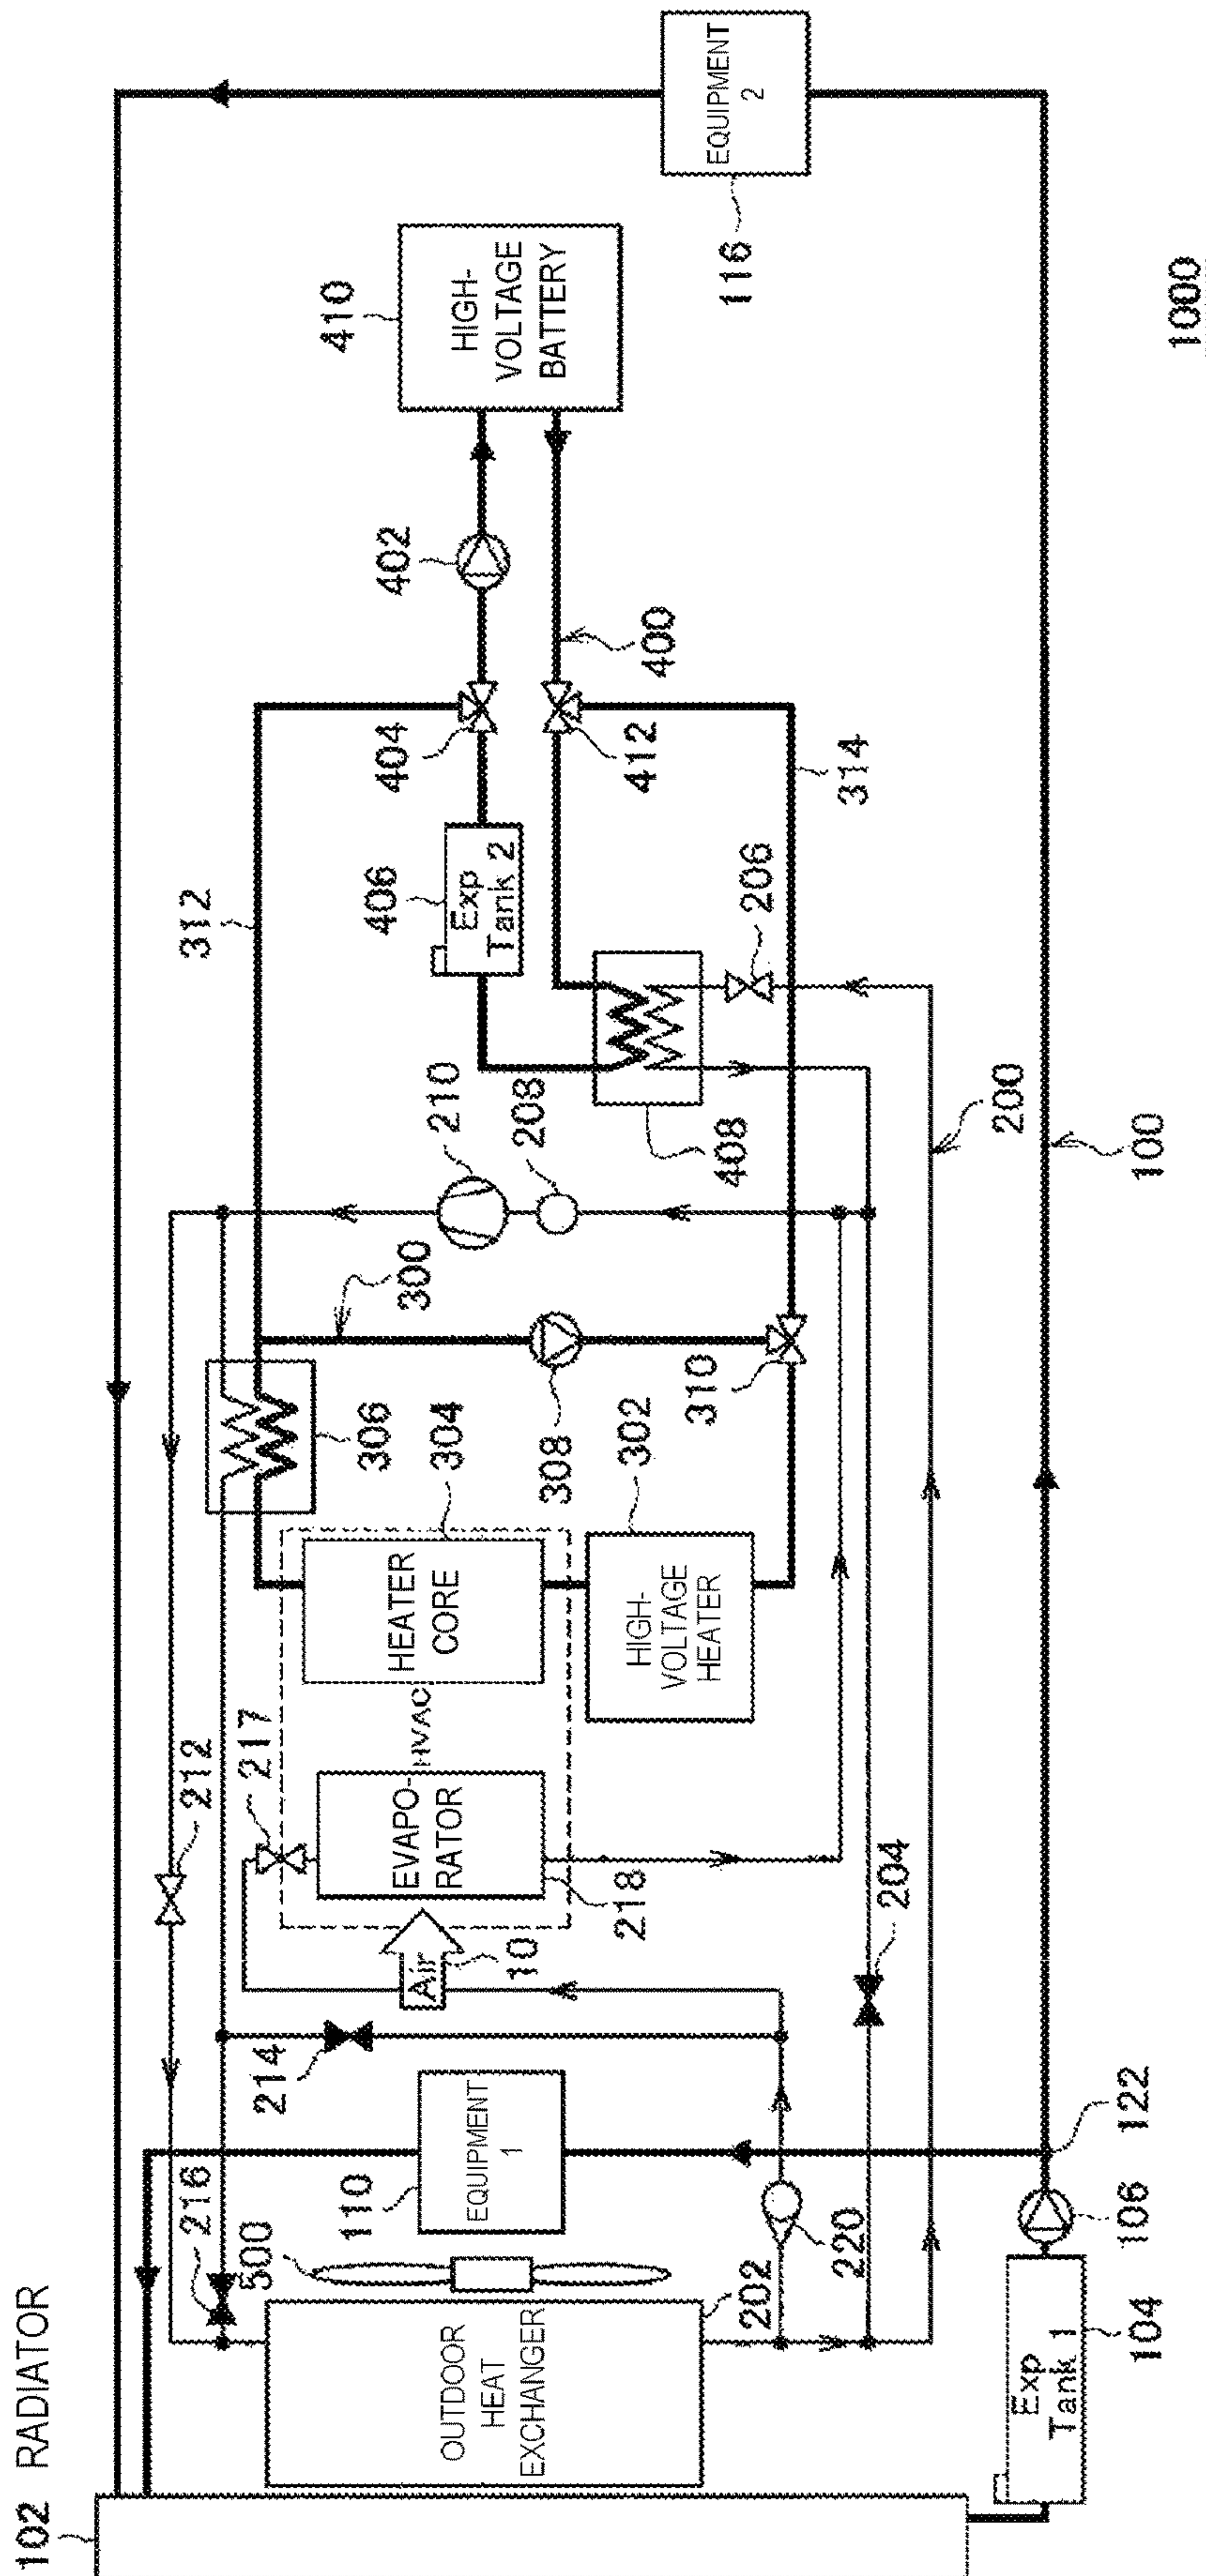 102 RADIATOR
OUTDOOR
HEAT
EXCHANGER
202
500
216
110
EQUIPMENT
1
214
212
217
Air
10
EVAPO-
RATOR
218
HVAC
HEATER
CORE
304
306
HIGH-
VOLTAGE
HEATER
302
308
310
300
210
208
312
406
Exp
Tank 2
408
206
404
402
412
400
314
410
HIGH-
VOLTAGE
BATTERY
EQUIPMENT
2
116
204
220
200
100
122
106
104
Exp
Tank 1
1000